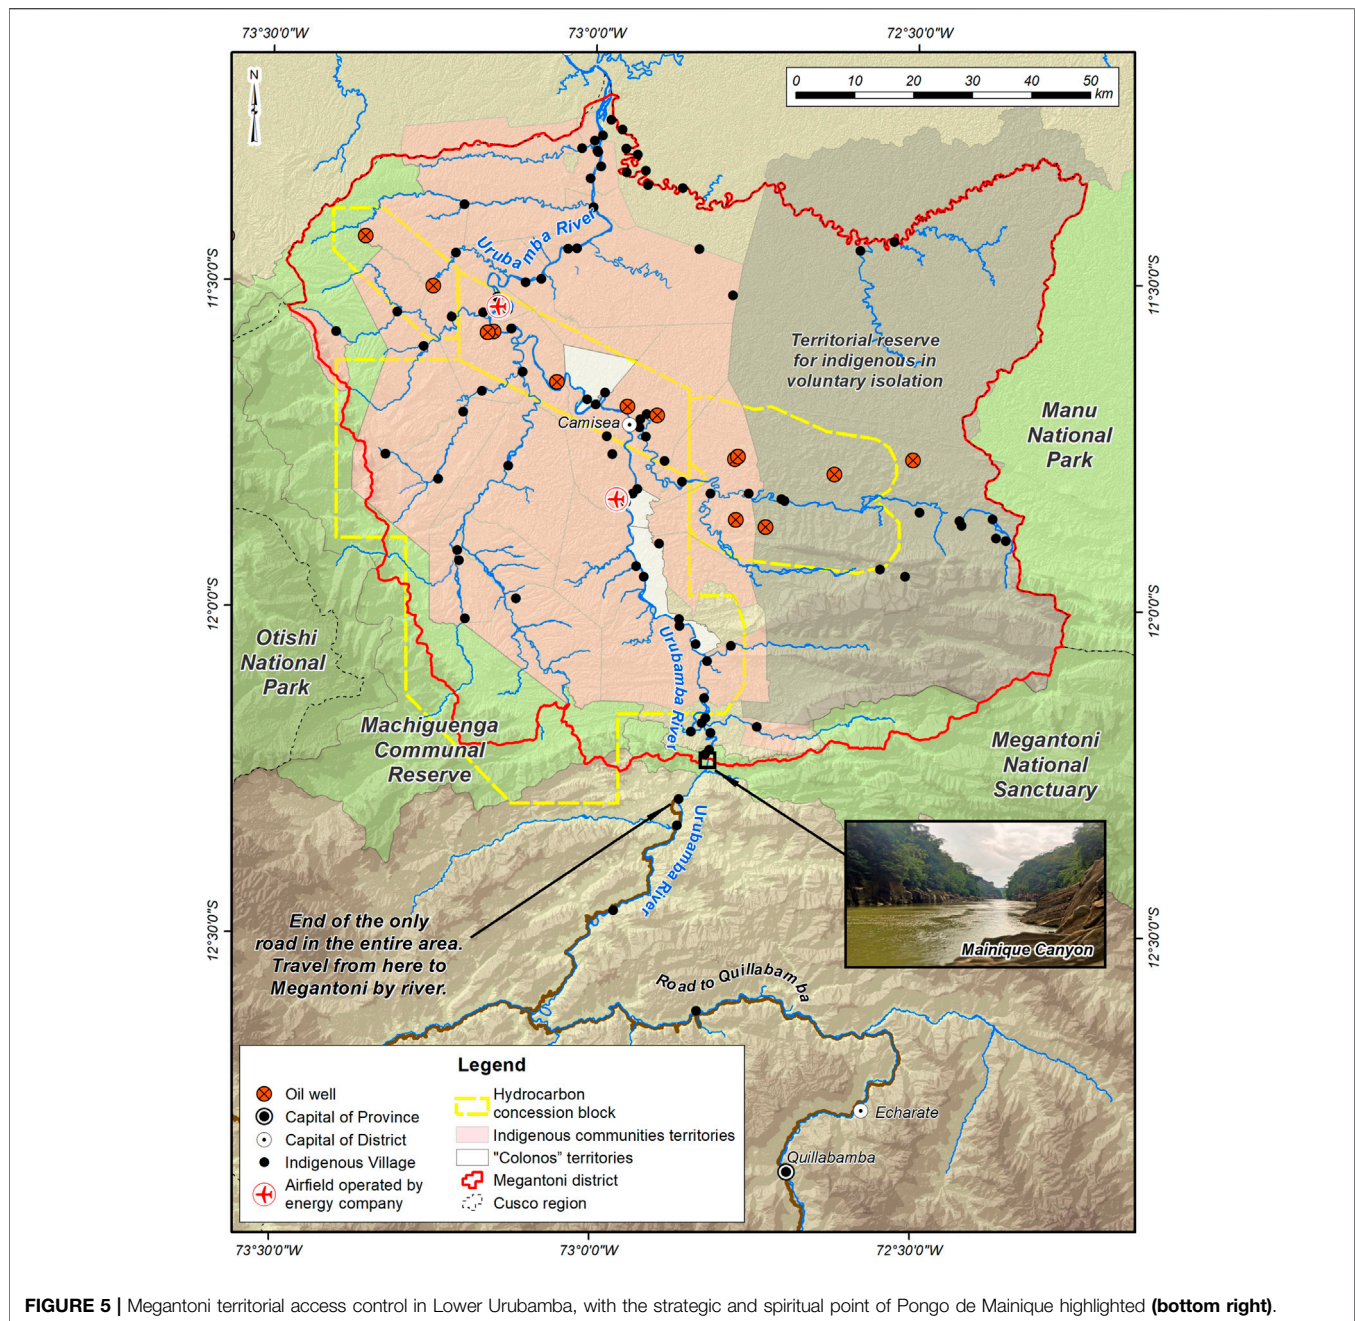 73°30'0"W
73°0'0"W
72°30'0"W
N
0 10 20 30 40 50
km
11°30'0"S
11°30'0"S
Urubamba River
Territorial reserve
for indigenous in
voluntary isolation
Manu
National
Park
Camisea
12°0'0"S
12°0'0"S
Otishi
National
Park
Urubamba River
Machiguenga
Communal
Reserve
Megantoni
National
Sanctuary
Urubamba River
End of the only
road in the entire area.
Travel from here to
Megantoni by river.
12°30'0"S
12°30'0"S
Mainique Canyon
Road to Quillabamba
Echarate
Quillabamba
Legend
Oil well
Capital of Province
Capital of District
Indigenous Village
Airfield operated by
energy company
Hydrocarbon
concession block
Indigenous communities territories
"Colonos" territories
Megantoni district
Cusco region
73°30'0"W
73°0'0"W
72°30'0"W
FIGURE 5 | Megantoni territorial access control in Lower Urubamba, with the strategic and spiritual point of Pongo de Mainique highlighted (bottom right).